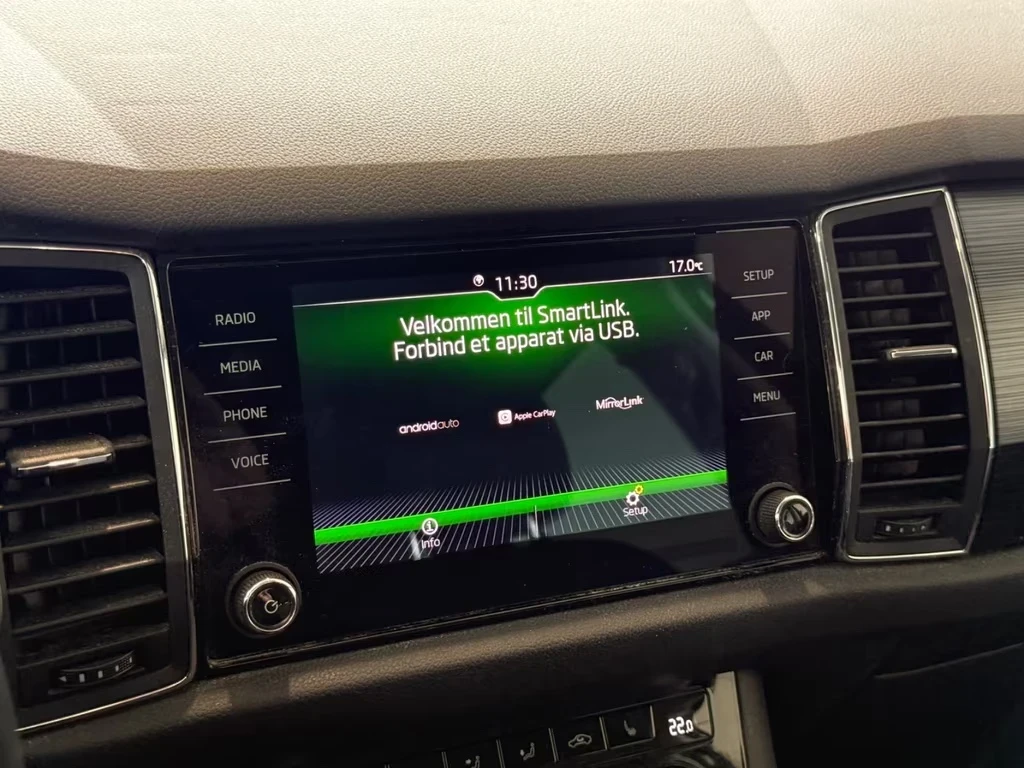 11:30
17.0°C
Velkommen til SmartLink.
Forbind et apparat via USB.
androidauto
Apple CarPlay
MirrorLink
Info
Setup
RADIO
MEDIA
PHONE
VOICE
SETUP
APP
CAR
MENU
22.0